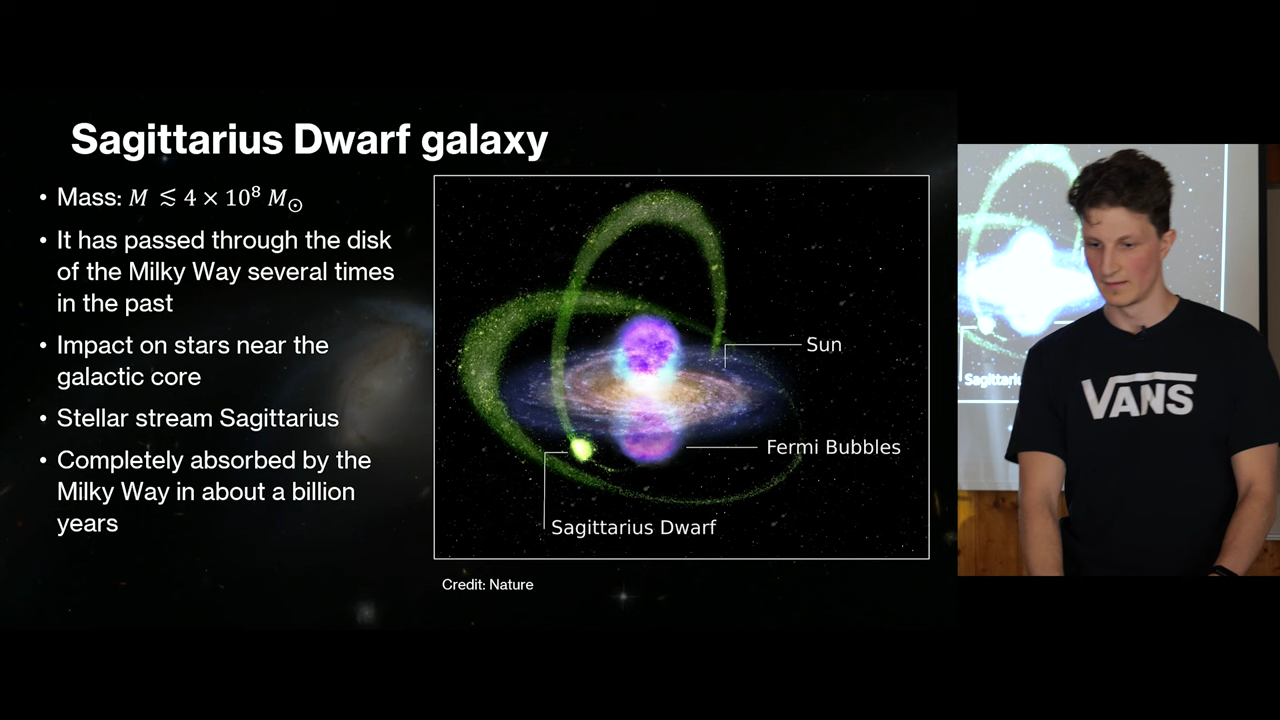 Sagittarius Dwarf galaxy
• Mass: M ≲ 4 × 10⁸ M☉
• It has passed through the disk
of the Milky Way several times
in the past
• Impact on stars near the
galactic core
• Stellar stream Sagittarius
• Completely absorbed by the
Milky Way in about a billion
years
Sun
Fermi Bubbles
Sagittarius Dwarf
Credit: Nature
VANS